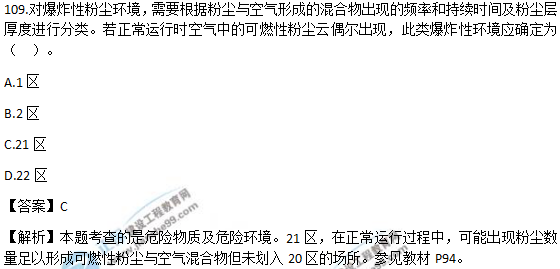 109.对爆炸性粉尘环境，需要根据粉尘与空气形成的混合物出现的频率和持续时间及粉尘层
厚度进行分类。若正常运行时空气中的可燃性粉尘云偶尔出现，此类爆炸性环境应确定为
（　）。
A.1 区
B.2 区
C.21 区
D.22 区
【答案】C
【解析】本题考查的是危险物质及危险环境。21 区，在正常运行过程中，可能出现粉尘数
量足以形成可燃性粉尘与空气混合物但未划入 20 区的场所。参见教材 P94。
建设工程教育网